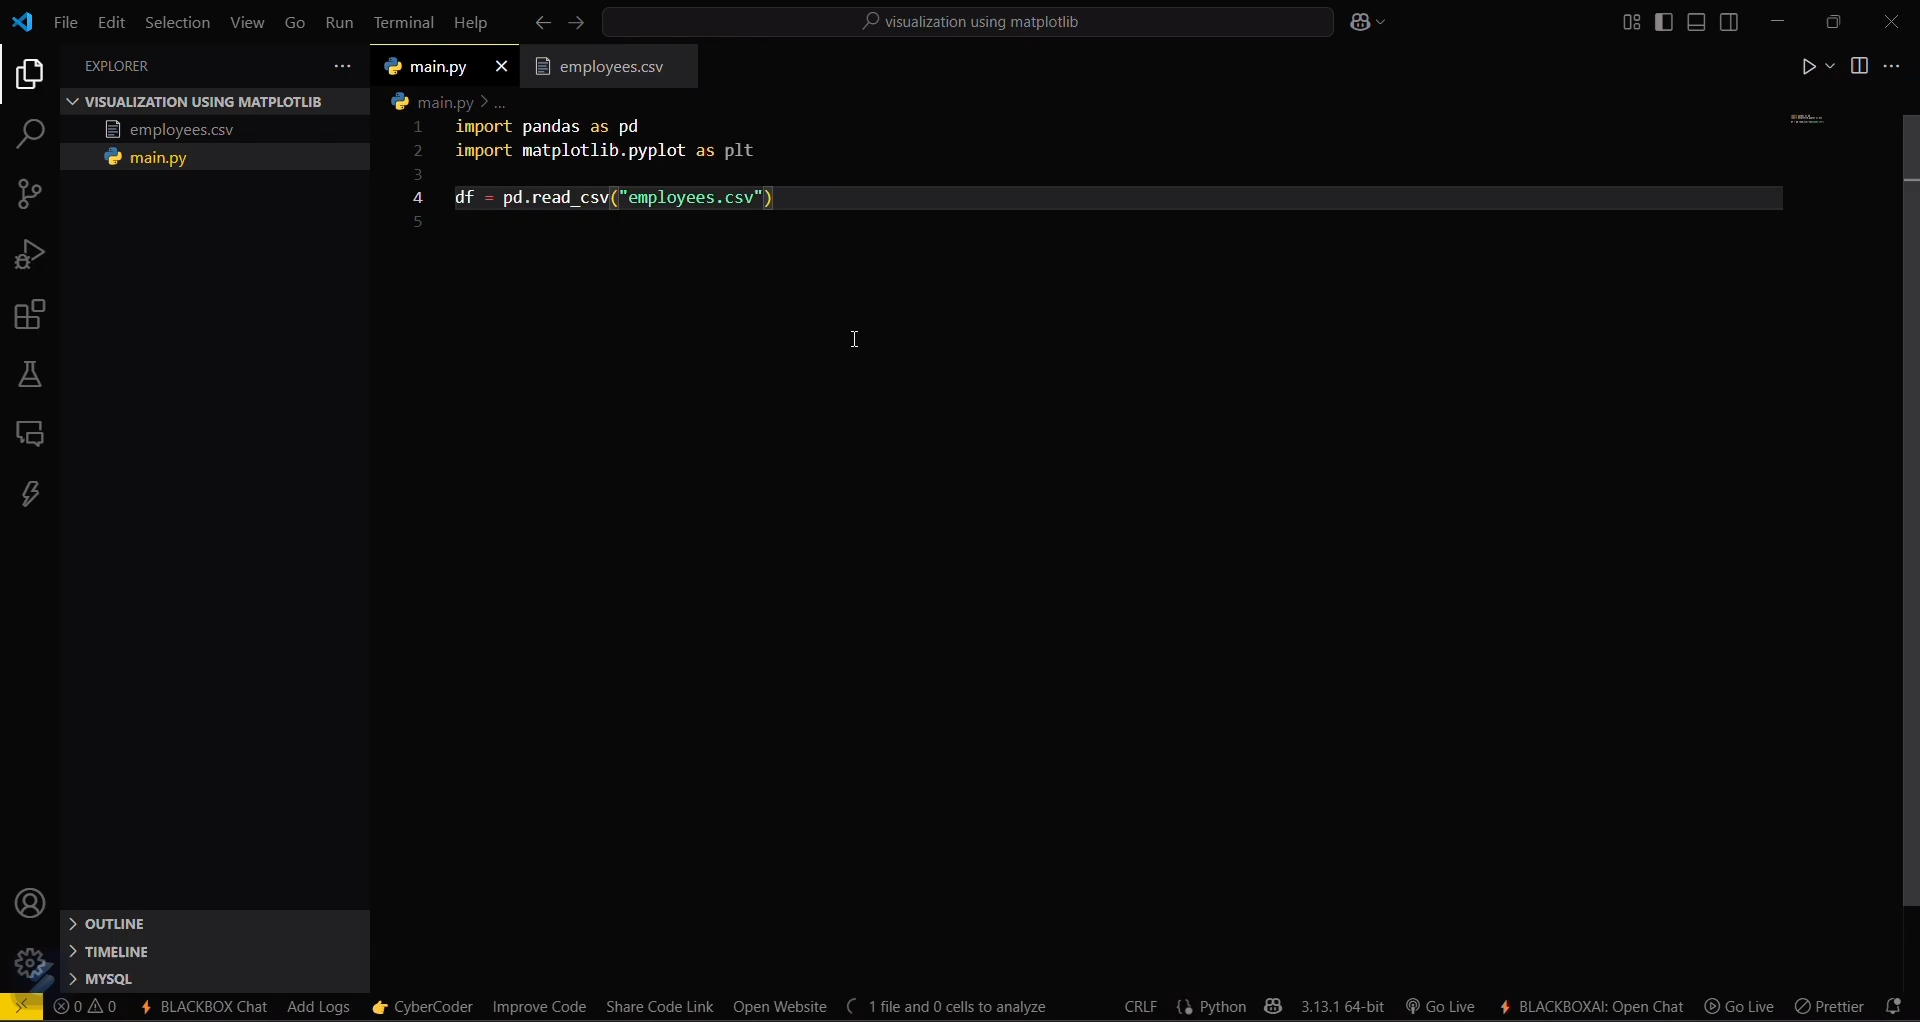 File Edit Selection View Go Run Terminal Help
visualization using matplotlib
EXPLORER
main.py
employees.csv
VISUALIZATION USING MATPLOTLIB
main.py > ...
employees.csv
main.py
1 import pandas as pd
2 import matplotlib.pyplot as plt
3
4 df = pd.read_csv("employees.csv")
5
OUTLINE
TIMELINE
MYSQL
0 0 BLACKBOX Chat Add Logs CyberCoder Improve Code Share Code Link Open Website 1 file and 0 cells to analyze CRLF {} Python 3.13.1 64-bit Go Live BLACKBOXAI: Open Chat Go Live Prettier